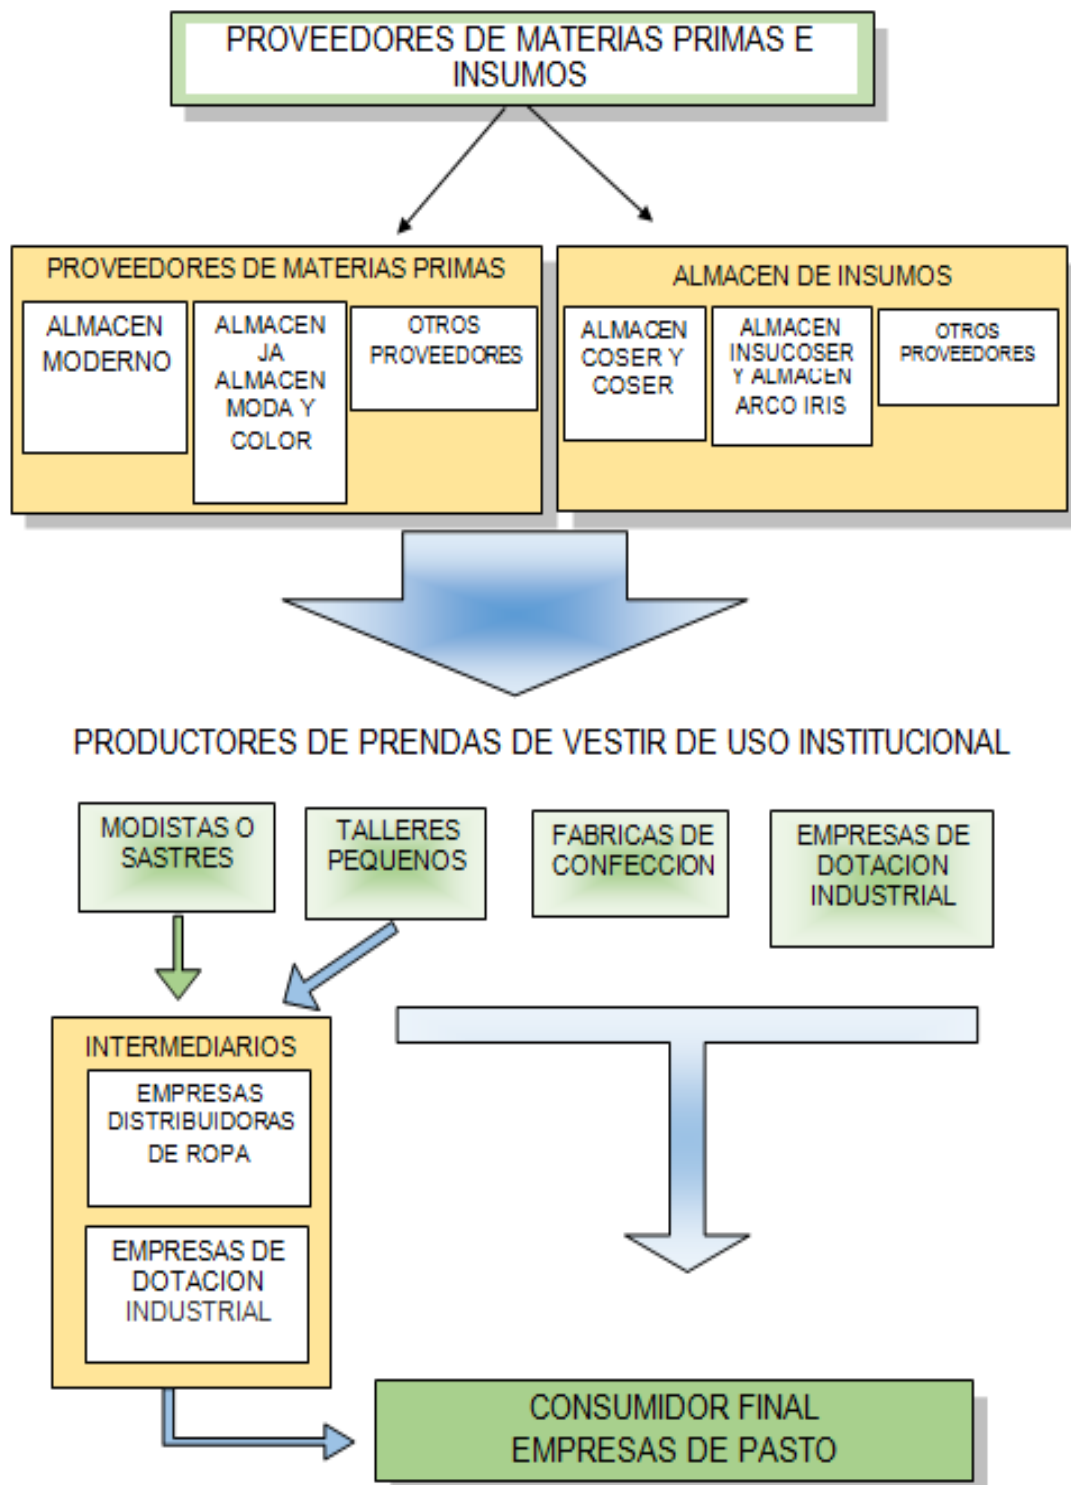 PROVEEDORES DE MATERIAS PRIMAS E
INSUMOS
PROVEEDORES DE MATERIAS PRIMAS
ALMACEN
MODERNO
ALMACEN
JA
ALMACEN
MODA Y
COLOR
OTROS
PROVEEDORES
ALMACEN DE INSUMOS
ALMACEN
COSER Y
COSER
ALMACEN
INSUCOSER
Y ALMACEN
ARCO IRIS
OTROS
PROVEEDORES
PRODUCTORES DE PRENDAS DE VESTIR DE USO INSTITUCIONAL
MODISTAS O
SASTRES
TALLERES
PEQUENOS
FABRICAS DE
CONFECCION
EMPRESAS DE
DOTACION
INDUSTRIAL
INTERMEDIARIOS
EMPRESAS
DISTRIBUIDORAS
DE ROPA
EMPRESAS DE
DOTACION
INDUSTRIAL
CONSUMIDOR FINAL
EMPRESAS DE PASTO